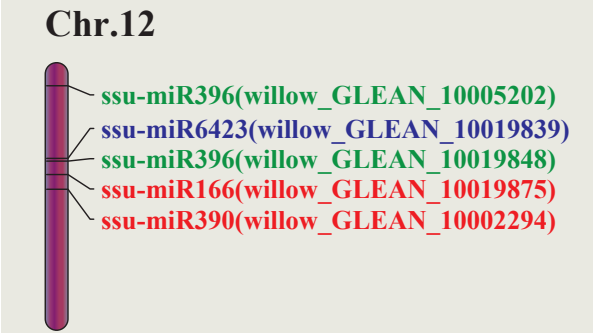 Chr.12
ssu-miR396(willow_GLEAN_10005202)
ssu-miR6423(willow_GLEAN_10019839)
ssu-miR396(willow_GLEAN_10019848)
ssu-miR166(willow_GLEAN_10019875)
ssu-miR390(willow_GLEAN_10002294)